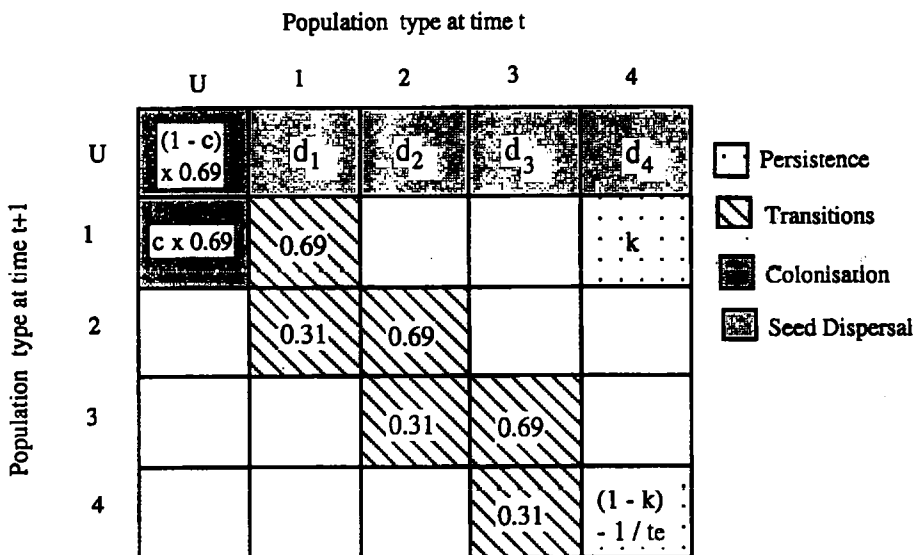 Population type at time t
U 1 2 3 4
Population type at time t+1
U (1 - c) x 0.69 d1 d2 d3 d4
1 c x 0.69 0.69 k
2 0.31 0.69
3 0.31 0.69
4 0.31 (1 - k) - 1 / te
Persistence
Transitions
Colonisation
Seed Dispersal